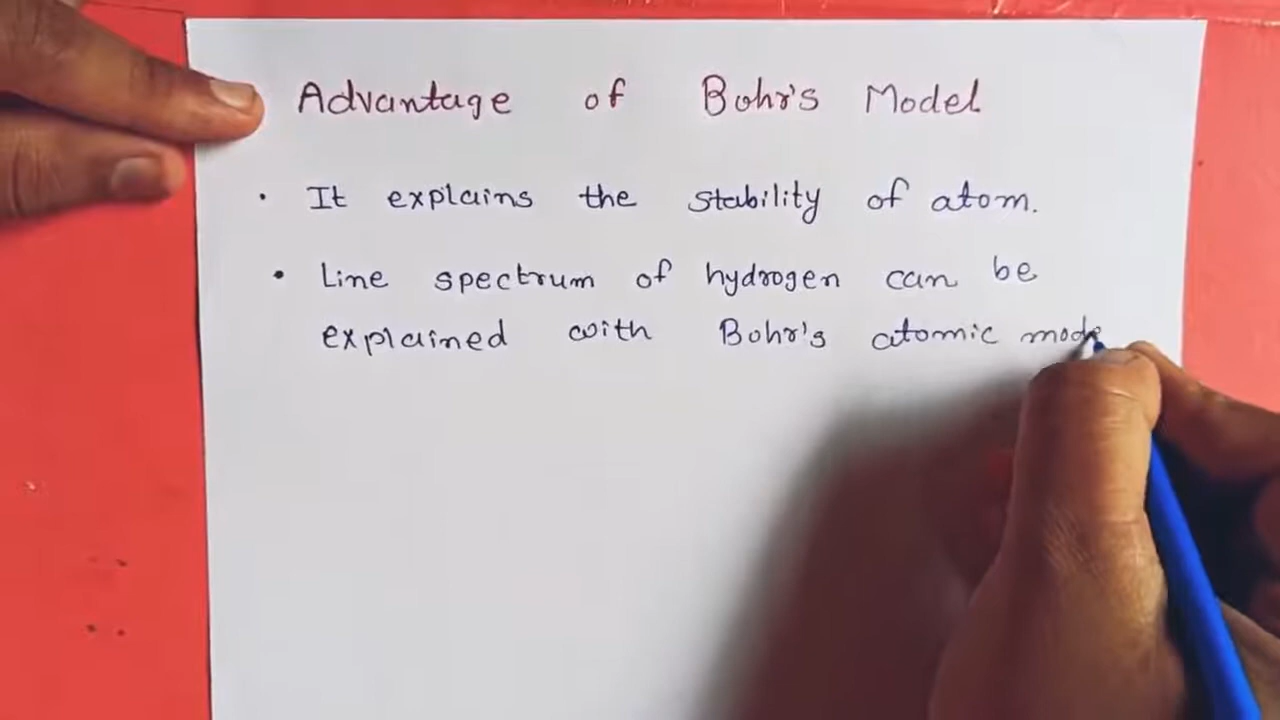 Advantage of Bohr's Model
• It explains the stability of atom.
• Line spectrum of hydrogen can be
explained with Bohr's atomic mode